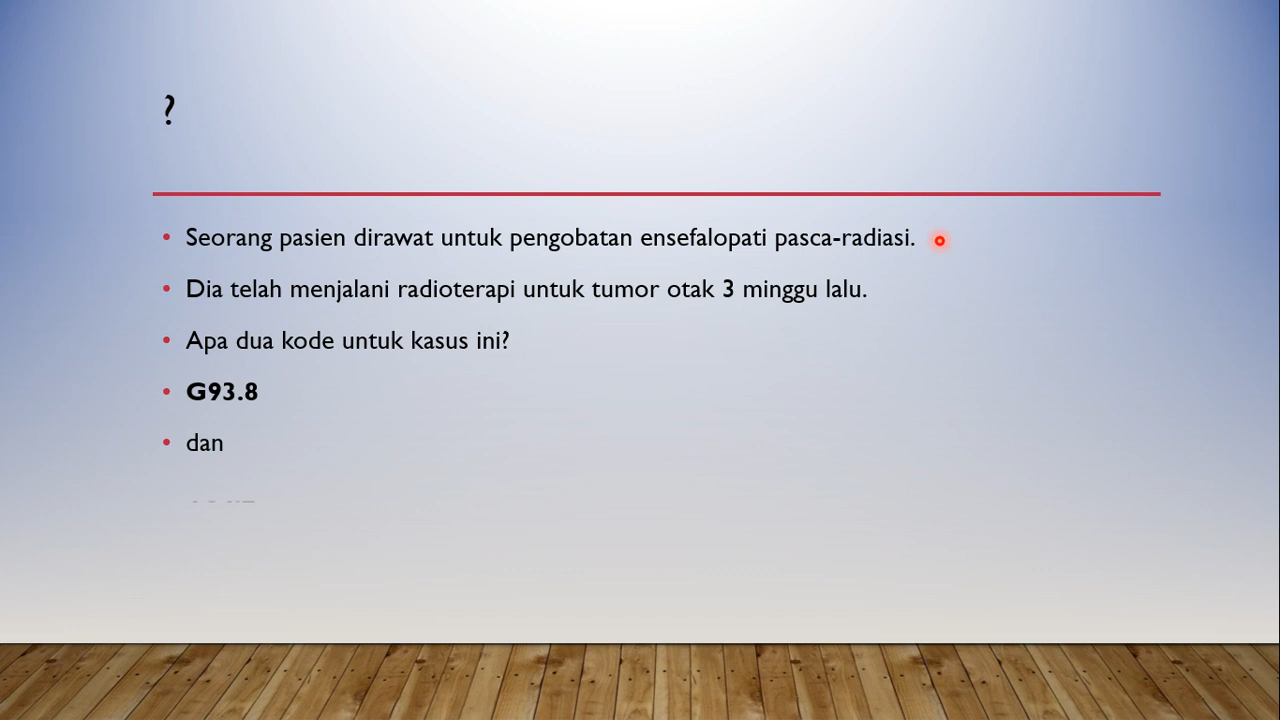 ?
• Seorang pasien dirawat untuk pengobatan ensefalopati pasca-radiasi.
• Dia telah menjalani radioterapi untuk tumor otak 3 minggu lalu.
• Apa dua kode untuk kasus ini?
• G93.8
• dan